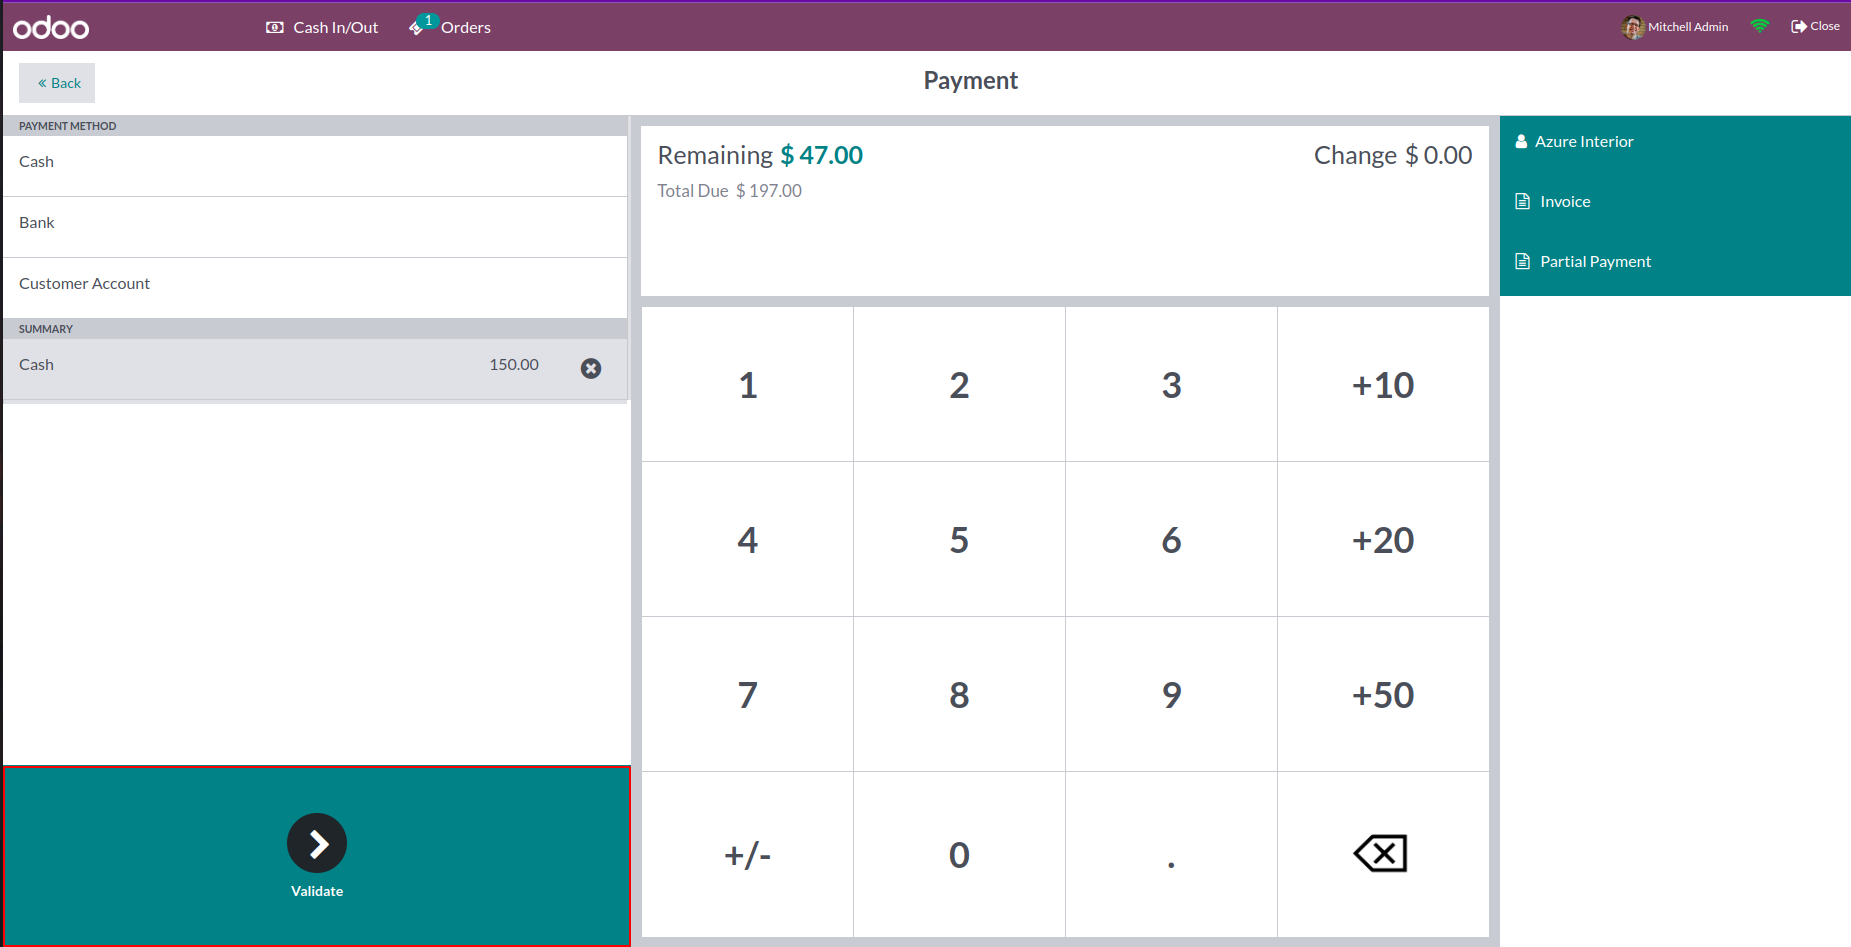 odoo
Cash In/Out
1
Orders
Mitchell Admin
Close
« Back
Payment
PAYMENT METHOD
Cash
Bank
Customer Account
SUMMARY
Cash 150.00
Validate
Remaining $ 47.00
Change $ 0.00
Total Due $ 197.00
1 2 3 +10
4 5 6 +20
7 8 9 +50
+/- 0 .
Azure Interior
Invoice
Partial Payment